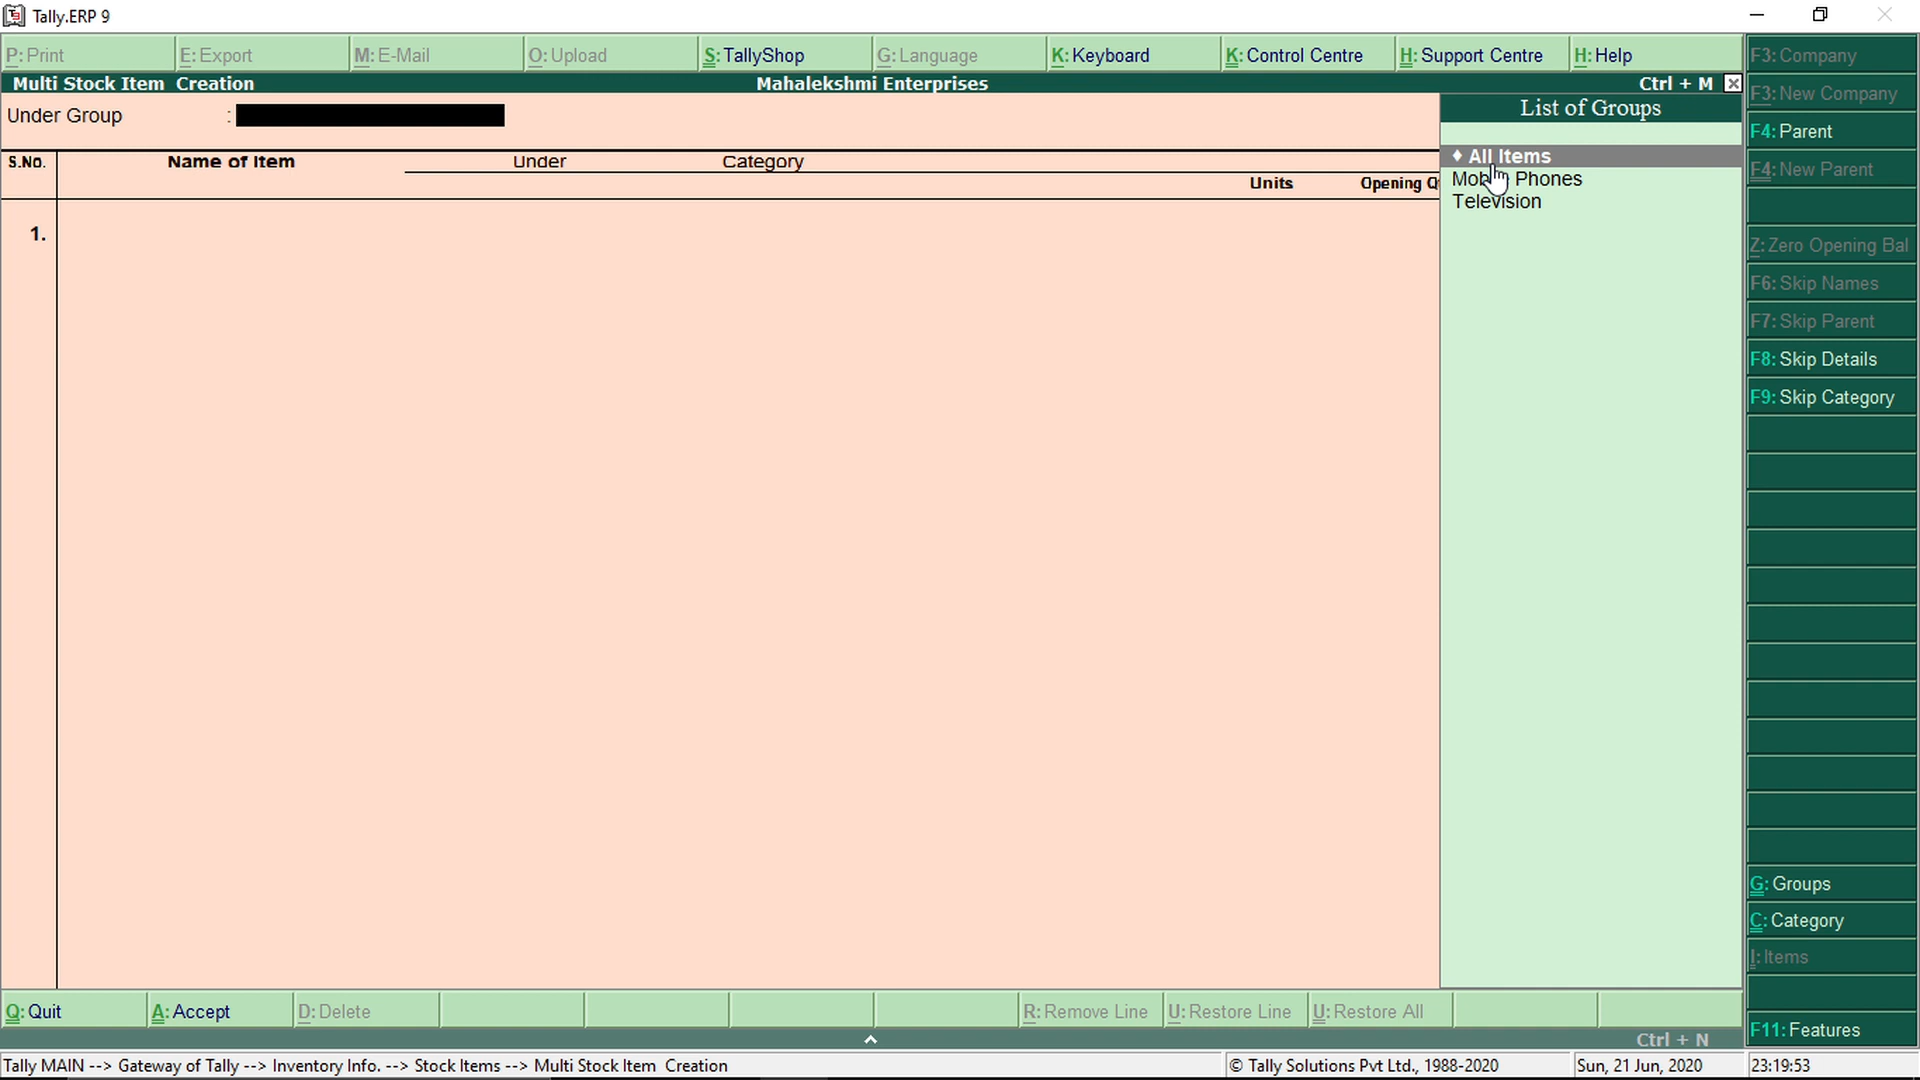 Tally.ERP 9
P: Print E: Export M: E-Mail O: Upload S: TallyShop G: Language K: Keyboard K: Control Centre H: Support Centre H: Help
Multi Stock Item Creation Mahalekshmi Enterprises Ctrl + M
Under Group :
S.No. Name of Item Under Category
Units Opening Q
1.
List of Groups
♦ All Items
Mobile Phones
Television
F3: Company
F3: New Company
F4: Parent
F4: New Parent
Z: Zero Opening Bal
F6: Skip Names
F7: Skip Parent
F8: Skip Details
F9: Skip Category
G: Groups
C: Category
I: Items
F11: Features
Q: Quit A: Accept D: Delete R: Remove Line U: Restore Line U: Restore All
Ctrl + N
Tally MAIN --> Gateway of Tally --> Inventory Info. --> Stock Items --> Multi Stock Item Creation © Tally Solutions Pvt Ltd., 1988-2020 Sun, 21 Jun, 2020 23:19:53